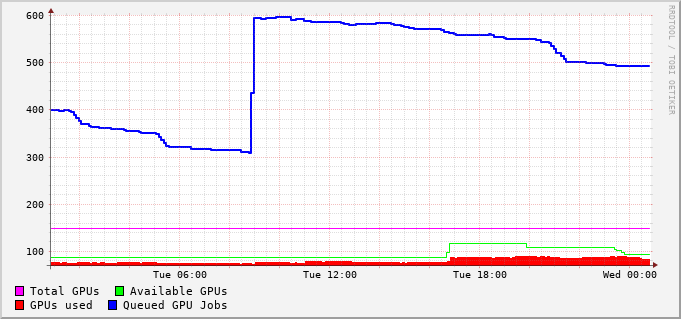 600
500
400
300
200
100
Tue 06:00 Tue 12:00 Tue 18:00 Wed 00:00
Total GPUs Available GPUs
GPUs used Queued GPU Jobs
RRDTOOL / TOBI OETIKER